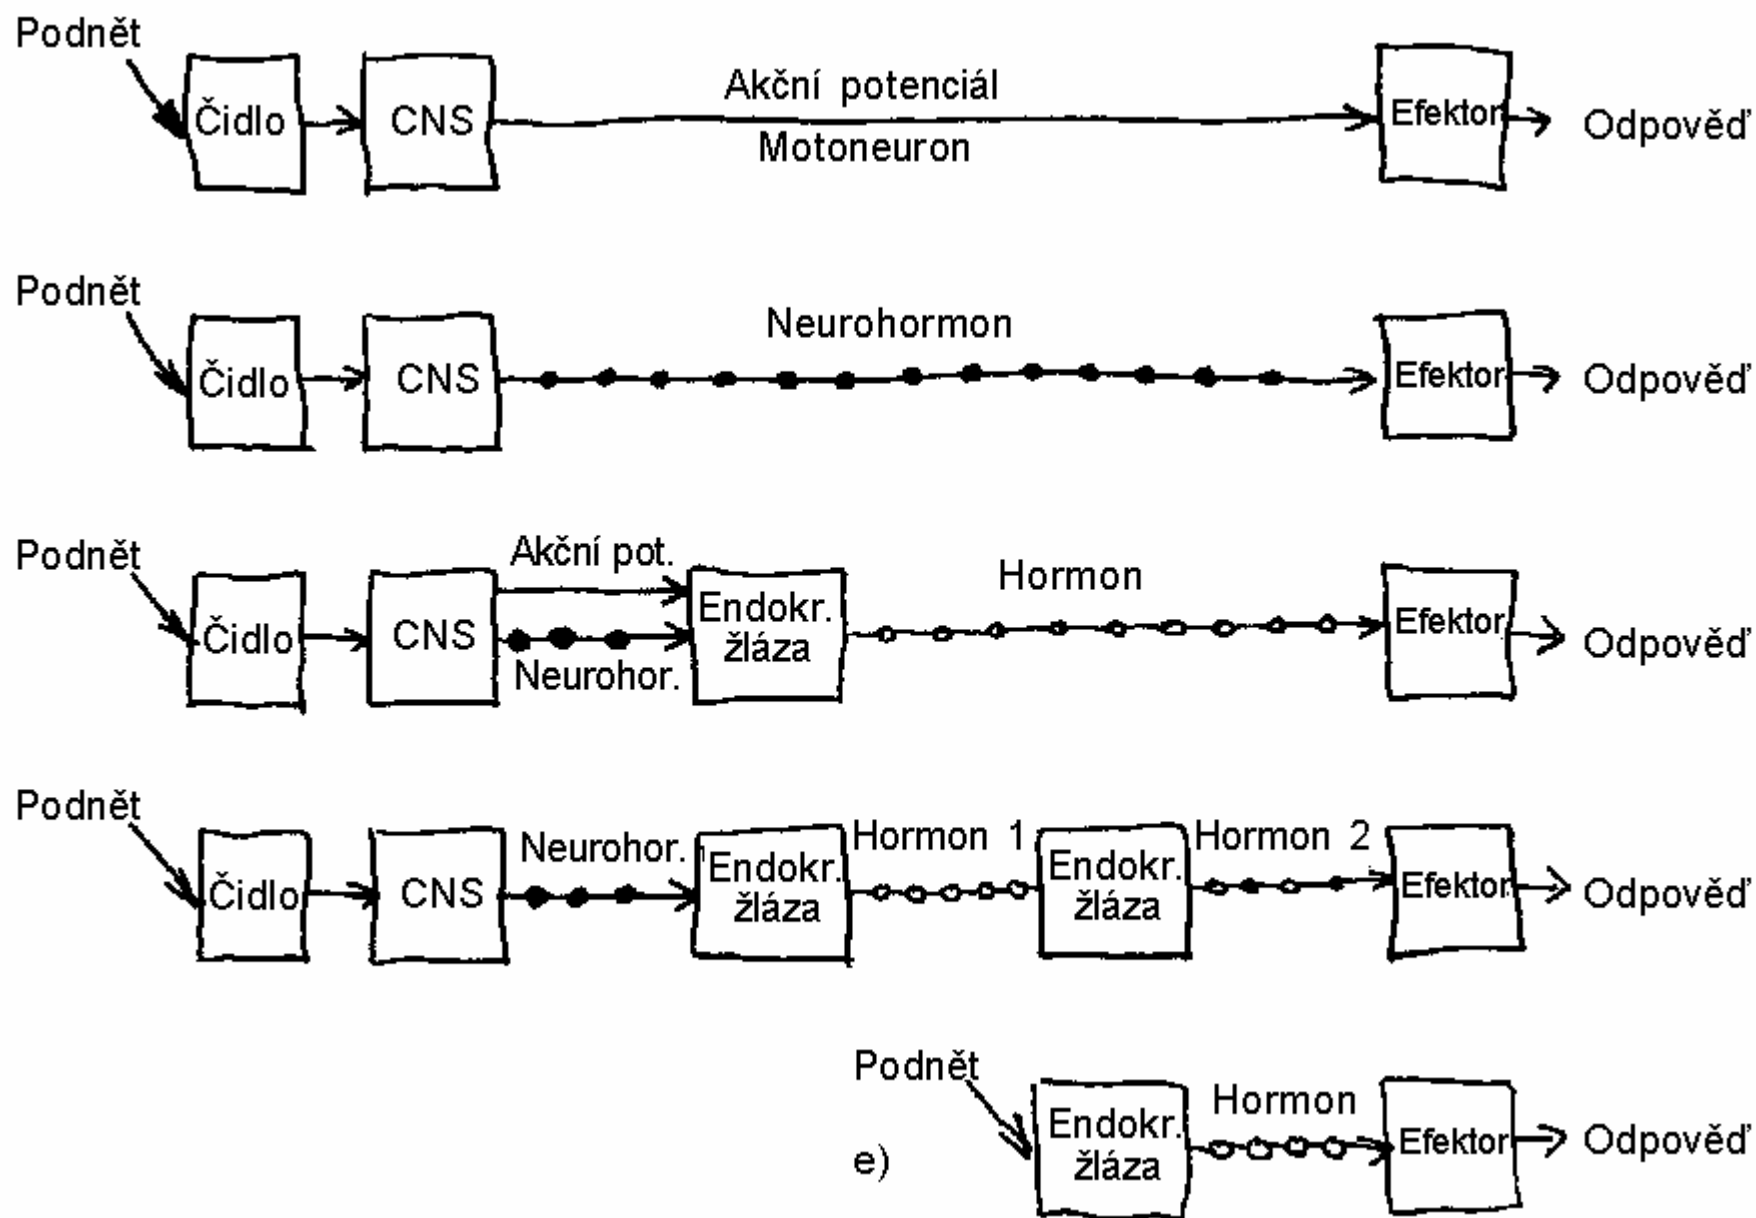 Podnět
Čidlo CNS Akční potenciál Efektor Odpověď
Motoneuron
Podnět
Neurohormon
Čidlo CNS Efektor Odpověď
Podnět
Akční pot.
Hormon
Čidlo CNS Endokr. Efektor Odpověď
žláza
Neurohor.
Podnět
Neurohor. Hormon 1 Hormon 2
Čidlo CNS Endokr. Endokr. Efektor Odpověď
žláza žláza
Podnět
Hormon
Endokr. Efektor Odpověď
žláza
e)